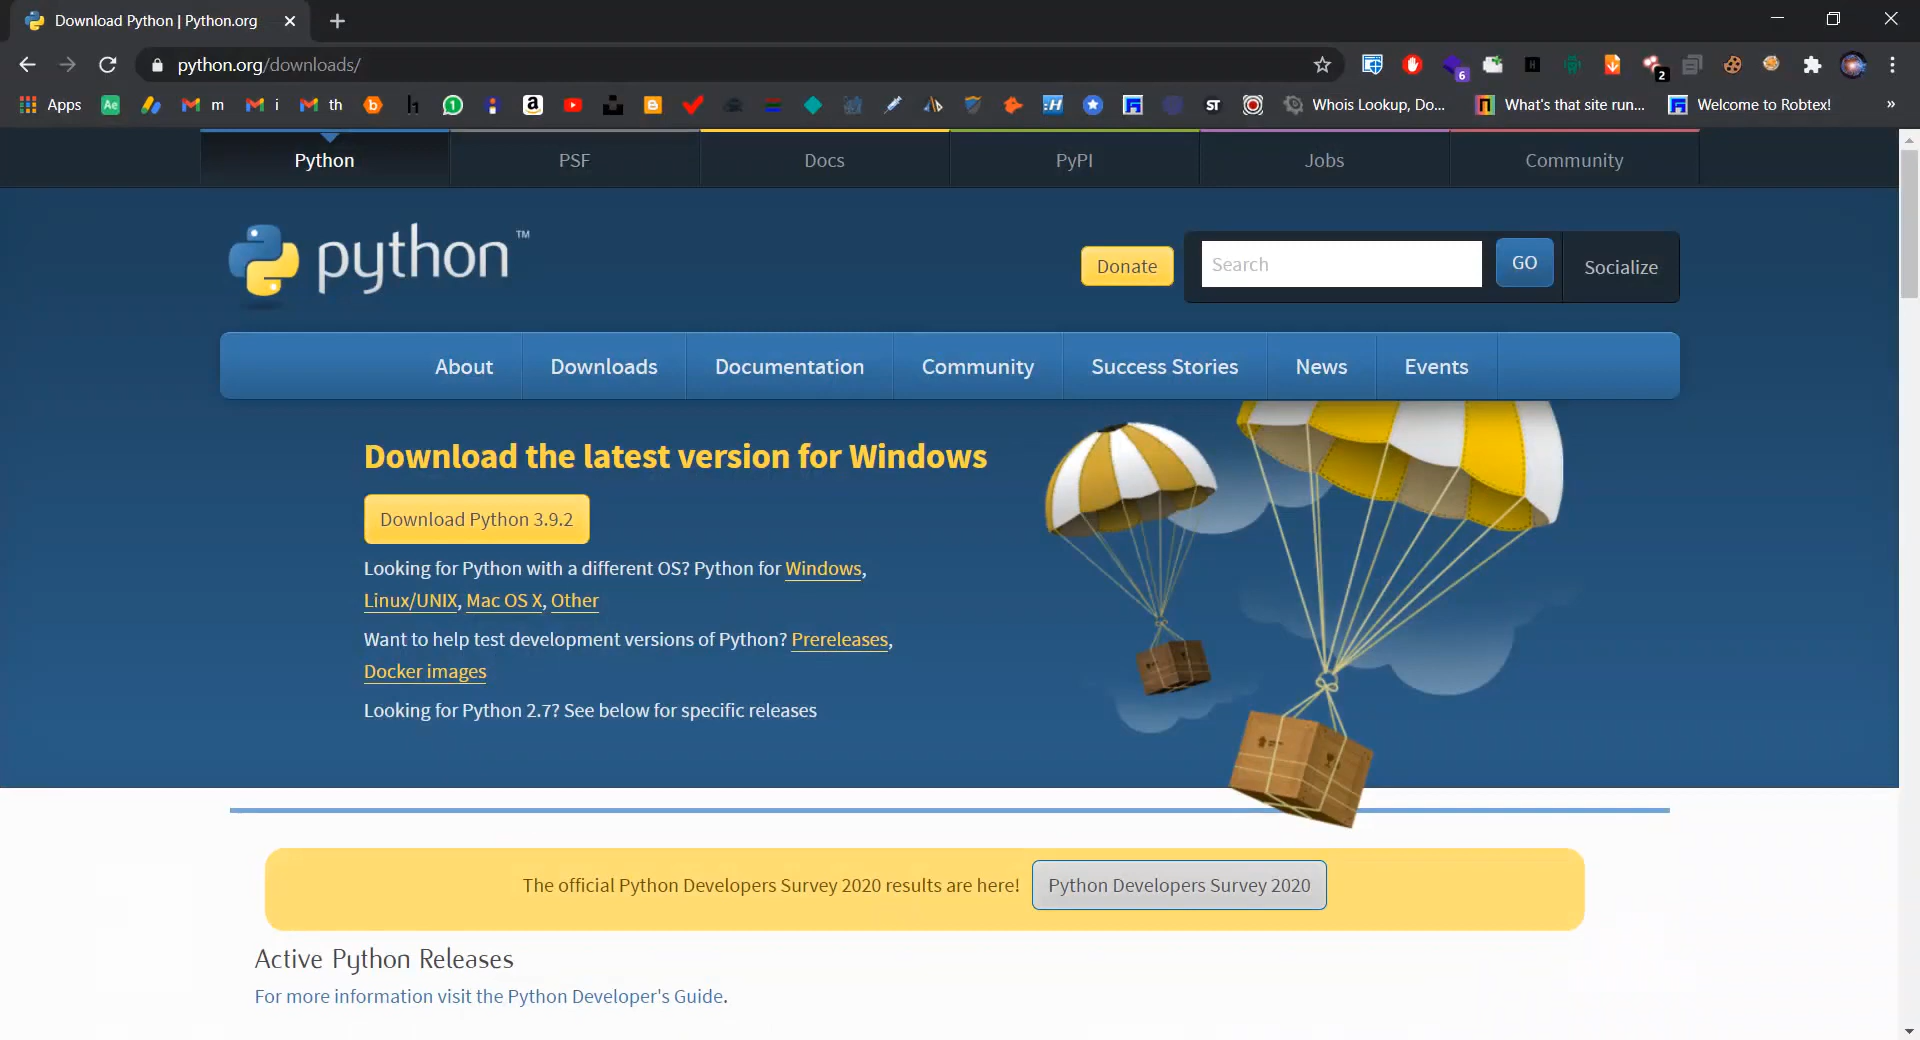 Download Python | Python.org
python.org/downloads/
6
2
Apps
Ae
M m
M i
M th
ST
:H
Whois Lookup, Do...
What's that site run...
Welcome to Robtex!
»
Python
PSF
Docs
PyPI
Jobs
Community
python™
Donate
Search
GO
Socialize
About
Downloads
Documentation
Community
Success Stories
News
Events
Download the latest version for Windows
Download Python 3.9.2
Looking for Python with a different OS? Python for Windows,
Linux/UNIX, Mac OS X, Other
Want to help test development versions of Python? Prereleases,
Docker images
Looking for Python 2.7? See below for specific releases
The official Python Developers Survey 2020 results are here!
Python Developers Survey 2020
Active Python Releases
For more information visit the Python Developer's Guide.